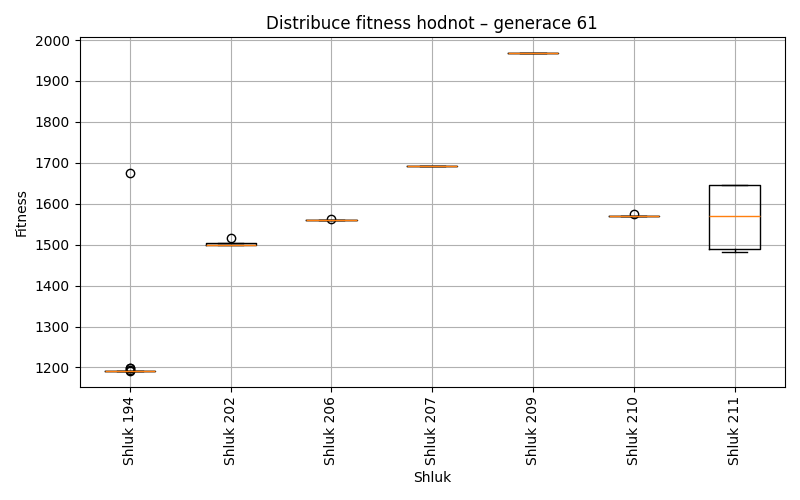 Distribuce fitness hodnot – generace 61
2000
1900
1800
1700
1600
1500
1400
1300
1200
Fitness
Shluk 194
Shluk 202
Shluk 206
Shluk 207
Shluk 209
Shluk 210
Shluk 211
Shluk